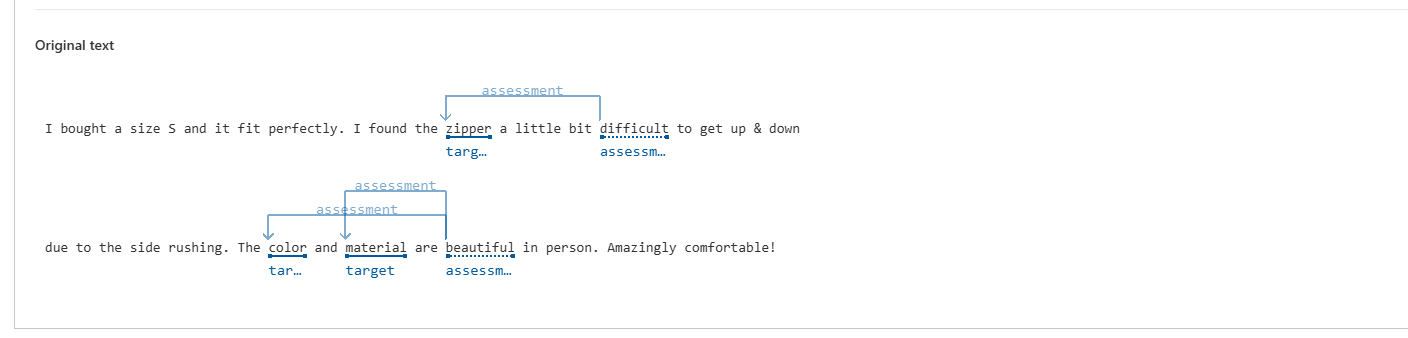 Original text
assessment
I bought a size S and it fit perfectly. I found the zipper a little bit difficult to get up & down
targ… assessm…
assessment
assessment
due to the side rushing. The color and material are beautiful in person. Amazingly comfortable!
tar… target assessm…